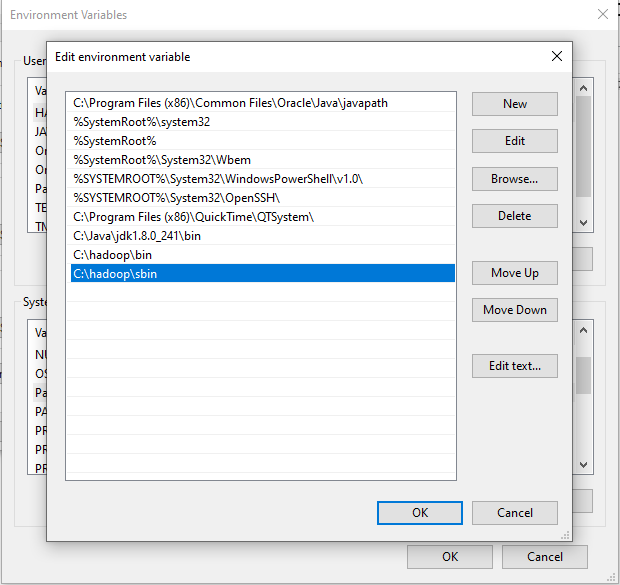 Environment Variables
Edit environment variable
User
Va
HA
JA
Or
Or
Pa
TE
TM
C:\Program Files (x86)\Common Files\Oracle\Java\javapath
%SystemRoot%\system32
%SystemRoot%
%SystemRoot%\System32\Wbem
%SYSTEMROOT%\System32\WindowsPowerShell\v1.0\
%SYSTEMROOT%\System32\OpenSSH\
C:\Program Files (x86)\QuickTime\QTSystem\
C:\Java\jdk1.8.0_241\bin
C:\hadoop\bin
C:\hadoop\sbin
New
Edit
Browse...
Delete
Move Up
Move Down
Edit text...
Syste
Va
NU
OS
Pa
PA
PR
PR
PR
OK
Cancel
OK
Cancel